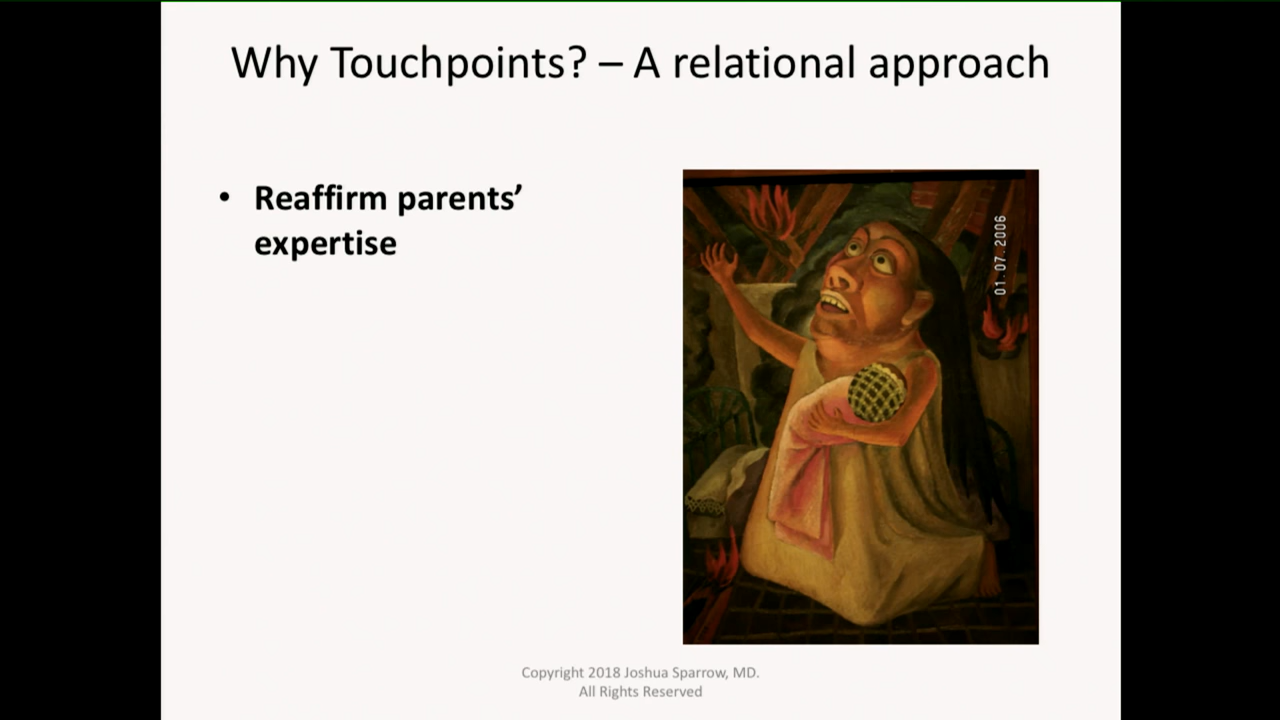 Why Touchpoints? – A relational approach
• Reaffirm parents’
expertise
01.07.2006
Copyright 2018 Joshua Sparrow, MD.
All Rights Reserved